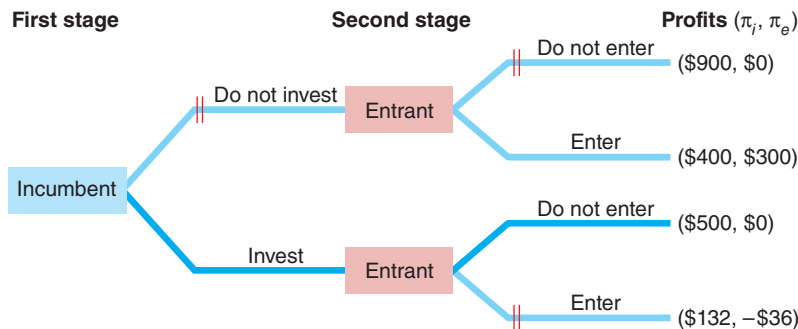 First stage Second stage Profits (πi, πe)
Do not enter
($900, $0)
Do not invest
Entrant
Enter
($400, $300)
Incumbent
Do not enter
($500, $0)
Invest
Entrant
Enter
($132, –$36)